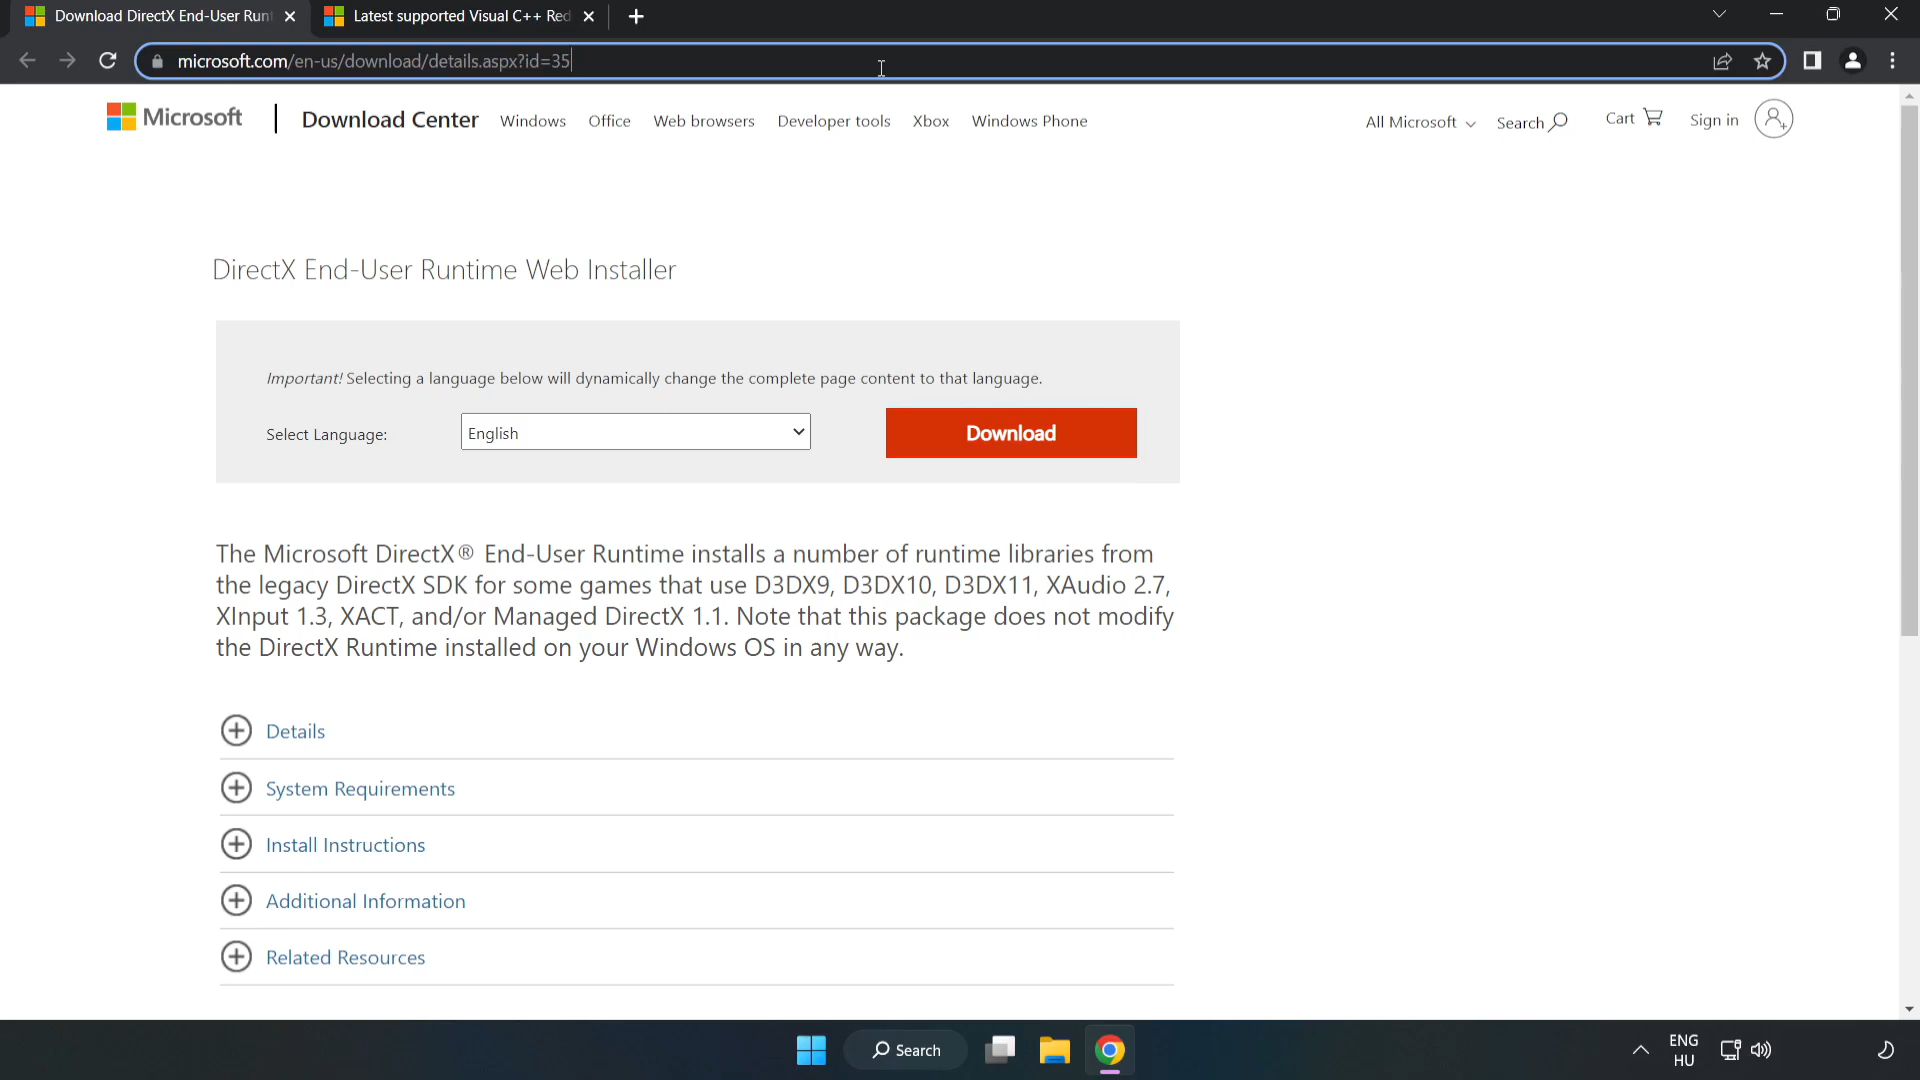 Download DirectX End-User Runt
Latest supported Visual C++ Red
microsoft.com/en-us/download/details.aspx?id=35
Microsoft
Download Center
Windows
Office
Web browsers
Developer tools
Xbox
Windows Phone
All Microsoft
Search
Cart
Sign in
DirectX End-User Runtime Web Installer
Important! Selecting a language below will dynamically change the complete page content to that language.
Select Language:
English
Download
The Microsoft DirectX® End-User Runtime installs a number of runtime libraries from
the legacy DirectX SDK for some games that use D3DX9, D3DX10, D3DX11, XAudio 2.7,
XInput 1.3, XACT, and/or Managed DirectX 1.1. Note that this package does not modify
the DirectX Runtime installed on your Windows OS in any way.
Details
System Requirements
Install Instructions
Additional Information
Related Resources
Search
ENG
HU